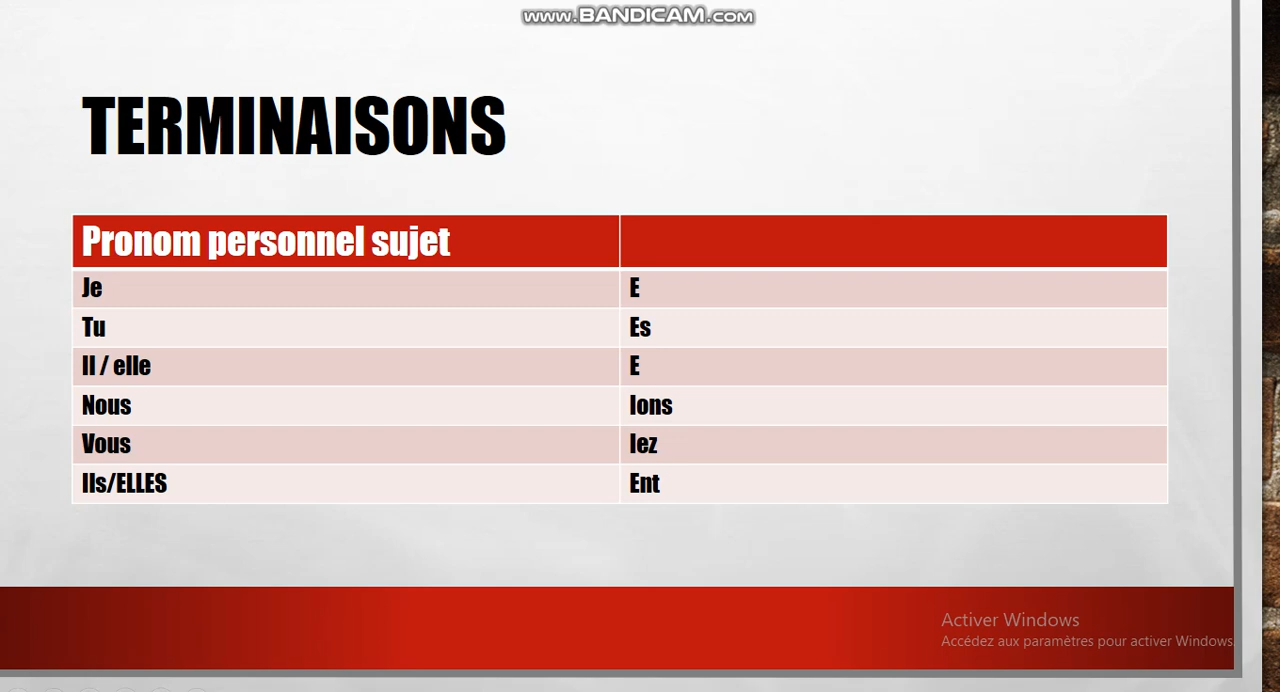 www.BANDICAM.com
TERMINAISONS
Pronom personnel sujet
Je E
Tu Es
Il / elle E
Nous Ions
Vous Iez
Ils/ELLES Ent
Activer Windows
Accédez aux paramètres pour activer Windows.